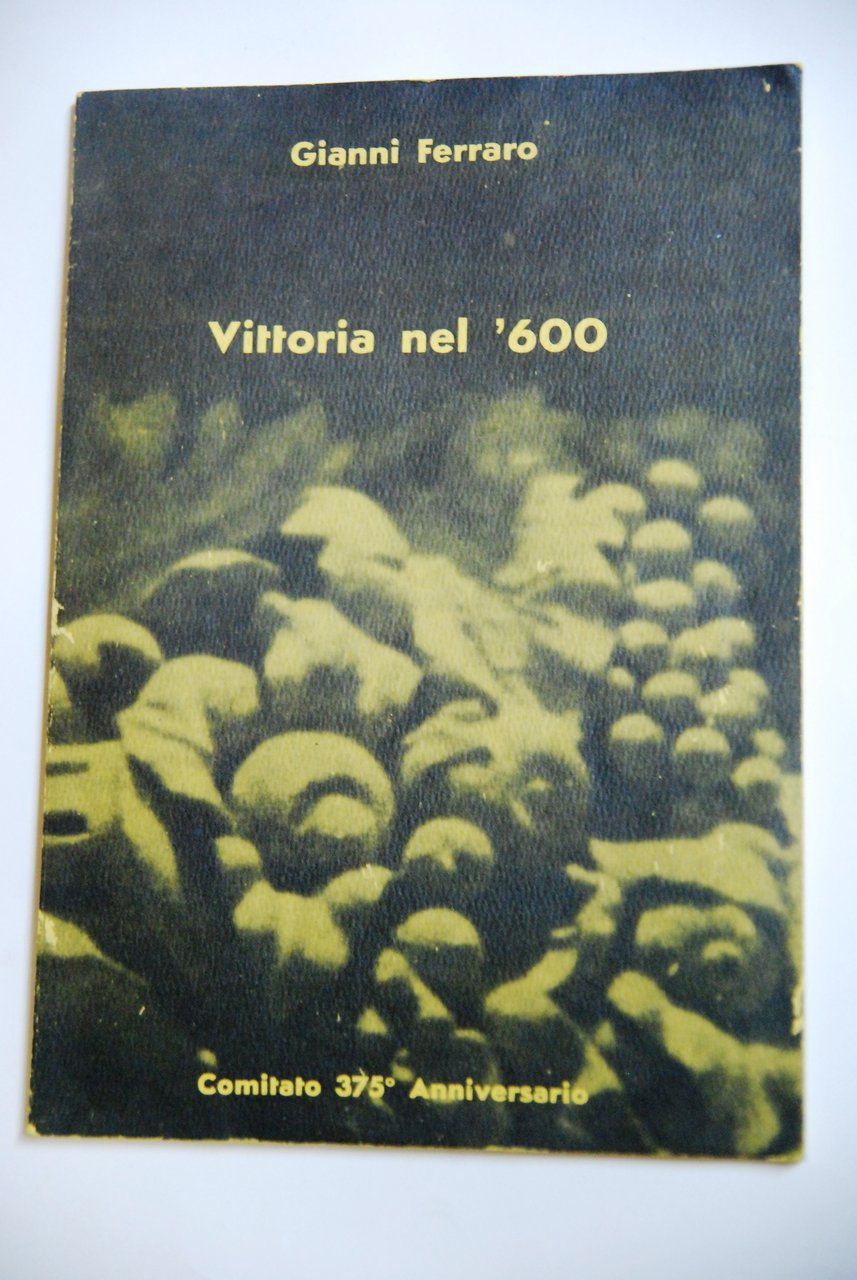 Gianni Ferraro
Vittoria nel '600
Comitato 375° Anniversario